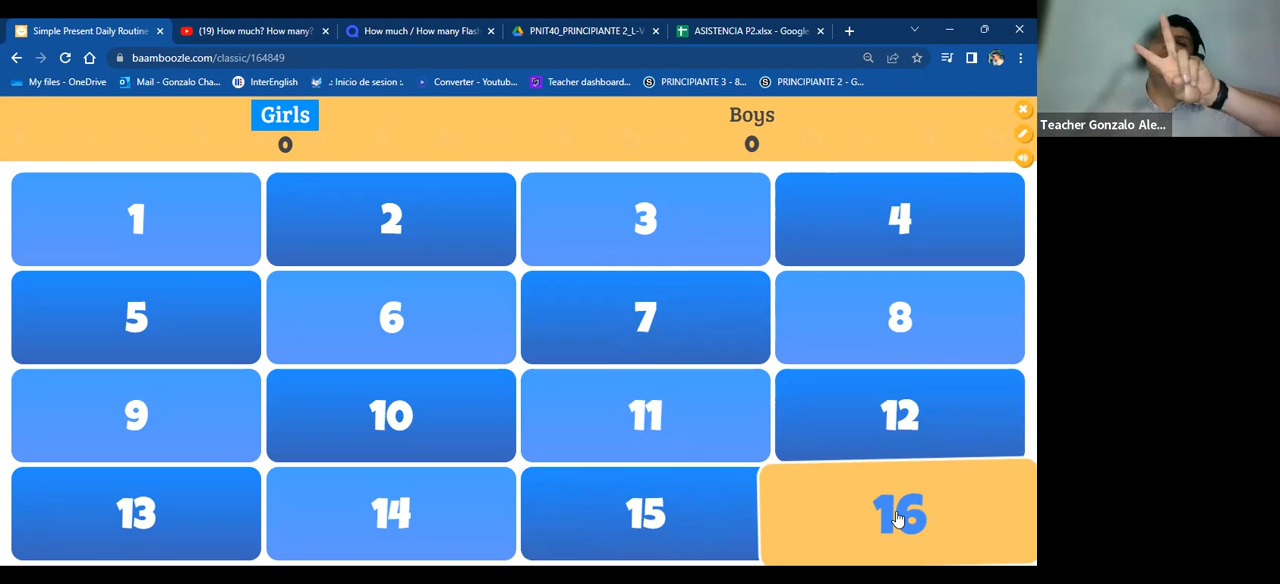 Simple Present Daily Routine
(19) How much? How many?
How much / How many Flash
PNIT40_PRINCIPIANTE 2_L-V
ASISTENCIA P2.xlsx - Google
baamboozle.com/classic/164849
My files - OneDrive
Mail - Gonzalo Cha...
InterEnglish
.: Inicio de sesion :.
Converter - Youtub...
Teacher dashboard...
PRINCIPIANTE 3 - 8...
PRINCIPIANTE 2 - G...
Girls
Boys
0
0
Teacher Gonzalo Ale...
1
2
3
4
5
6
7
8
9
10
11
12
13
14
15
16